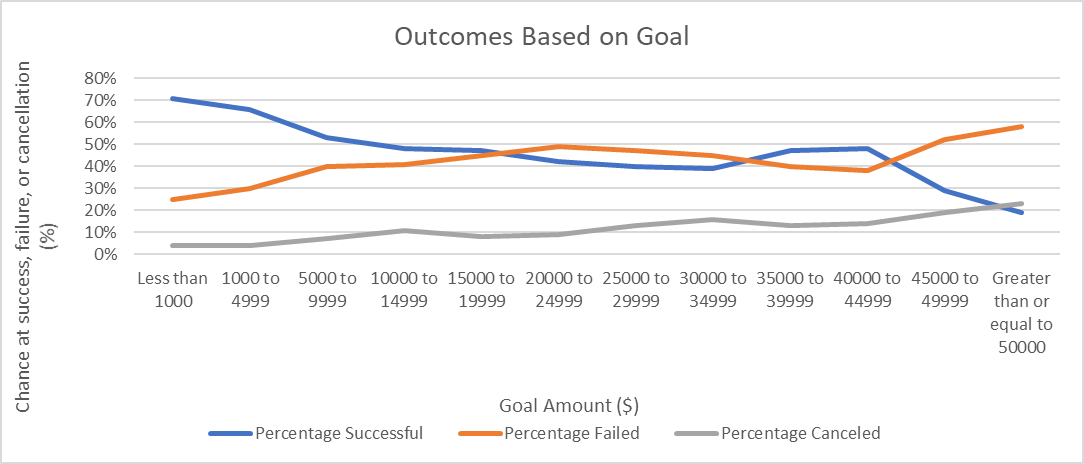 Outcomes Based on Goal
Chance at success, failure, or cancellation
(%)
80%
70%
60%
50%
40%
30%
20%
10%
0%
Less than
1000
1000 to
4999
5000 to
9999
10000 to
14999
15000 to
19999
20000 to
24999
25000 to
29999
30000 to
34999
35000 to
39999
40000 to
44999
45000 to
49999
Greater
than or
equal to
50000
Goal Amount ($)
Percentage Successful
Percentage Failed
Percentage Canceled